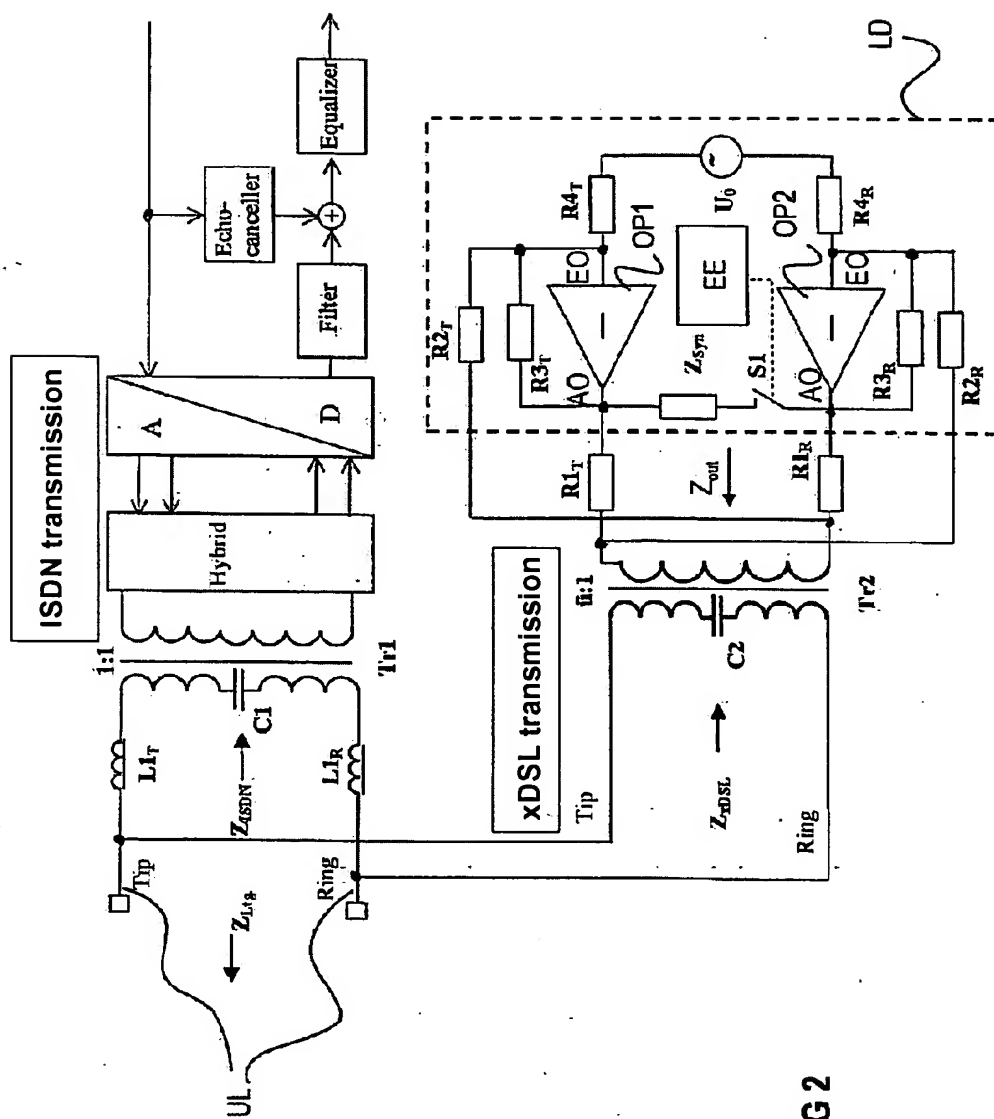 ISDN transmission
1:1
Tr1
L1T
L1R
C1
ZISDN
Tip
Ring
ZLtg
UL
Hybrid
A
D
Filter
Echo-
canceller
+
Equalizer
xDSL transmission
Tip
Ring
ZxDSL
C2
Tr2
R1T
R1R
Zout
R2T
R3T
AO
EO
OP1
R4T
U0
~
EE
Zsyn
S1
AO
EO
OP2
R4R
R3R
R2R
LD
G 2